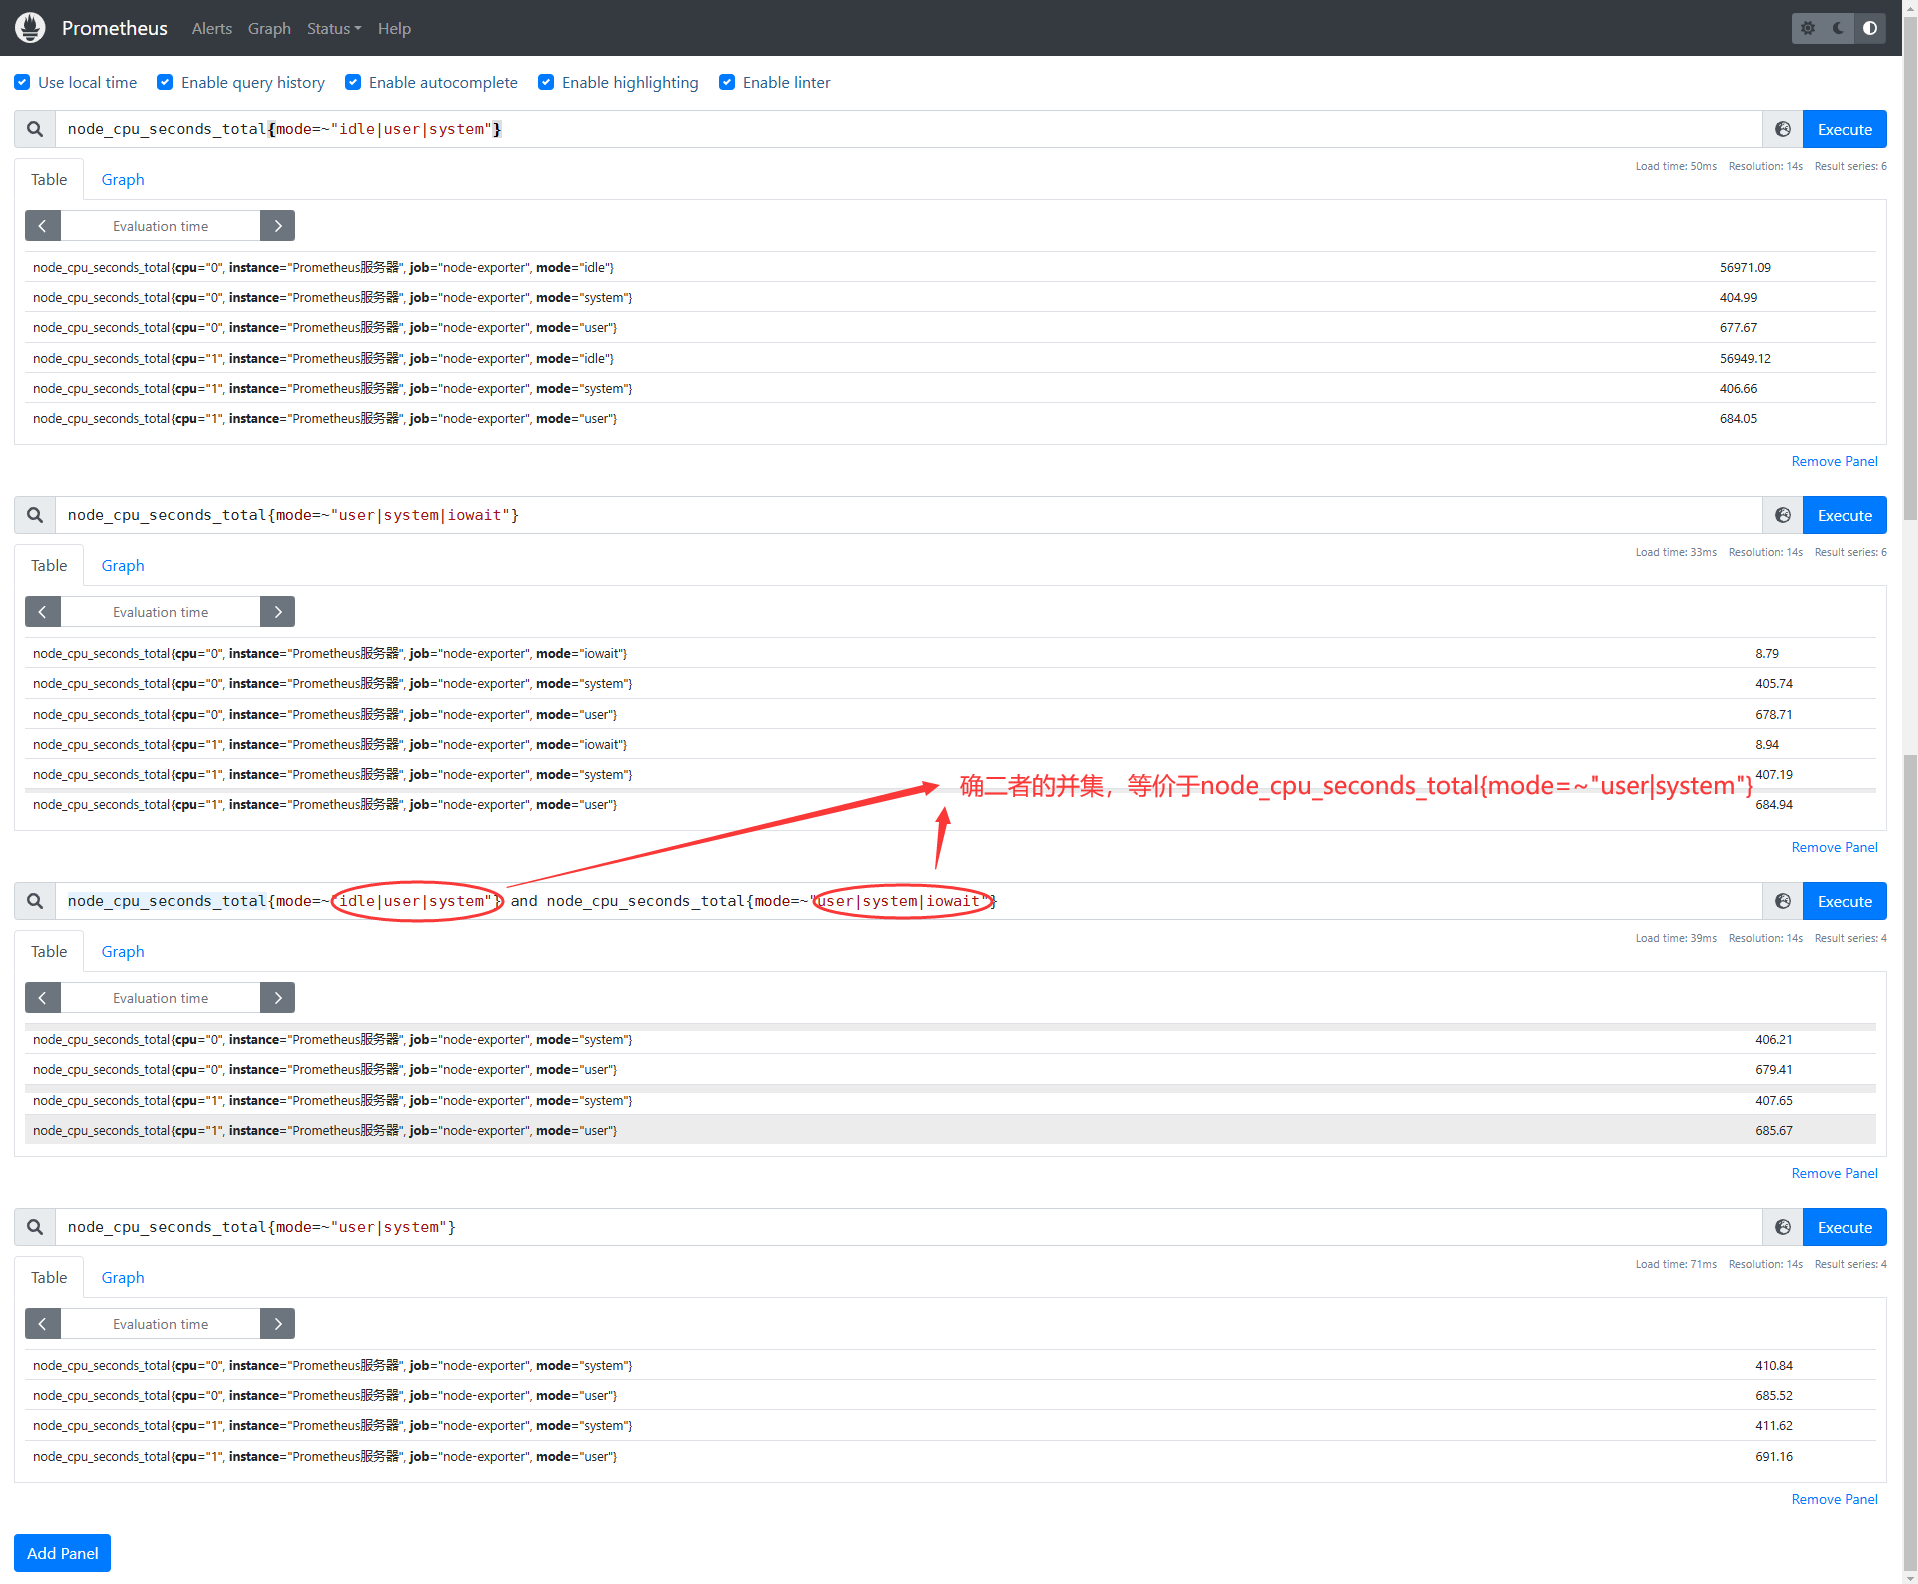 Prometheus Alerts Graph Status Help
Use local time Enable query history Enable autocomplete Enable highlighting Enable linter
node_cpu_seconds_total{mode=~"idle|user|system"} Execute
Load time: 50ms Resolution: 14s Result series: 6
Table Graph
Evaluation time
node_cpu_seconds_total{cpu="0", instance="Prometheus服务器", job="node-exporter", mode="idle"} 56971.09
node_cpu_seconds_total{cpu="0", instance="Prometheus服务器", job="node-exporter", mode="system"} 404.99
node_cpu_seconds_total{cpu="0", instance="Prometheus服务器", job="node-exporter", mode="user"} 677.67
node_cpu_seconds_total{cpu="1", instance="Prometheus服务器", job="node-exporter", mode="idle"} 56949.12
node_cpu_seconds_total{cpu="1", instance="Prometheus服务器", job="node-exporter", mode="system"} 406.66
node_cpu_seconds_total{cpu="1", instance="Prometheus服务器", job="node-exporter", mode="user"} 684.05
Remove Panel
node_cpu_seconds_total{mode=~"user|system|iowait"} Execute
Load time: 33ms Resolution: 14s Result series: 6
Table Graph
Evaluation time
node_cpu_seconds_total{cpu="0", instance="Prometheus服务器", job="node-exporter", mode="iowait"} 8.79
node_cpu_seconds_total{cpu="0", instance="Prometheus服务器", job="node-exporter", mode="system"} 405.74
node_cpu_seconds_total{cpu="0", instance="Prometheus服务器", job="node-exporter", mode="user"} 678.71
node_cpu_seconds_total{cpu="1", instance="Prometheus服务器", job="node-exporter", mode="iowait"} 8.94
node_cpu_seconds_total{cpu="1", instance="Prometheus服务器", job="node-exporter", mode="system"} 407.19
确二者的并集，等价于node_cpu_seconds_total{mode=~"user|system"}
node_cpu_seconds_total{cpu="1", instance="Prometheus服务器", job="node-exporter", mode="user"} 684.94
Remove Panel
node_cpu_seconds_total{mode=~"idle|user|system"} and node_cpu_seconds_total{mode=~"user|system|iowait"} Execute
Load time: 39ms Resolution: 14s Result series: 4
Table Graph
Evaluation time
node_cpu_seconds_total{cpu="0", instance="Prometheus服务器", job="node-exporter", mode="system"} 406.21
node_cpu_seconds_total{cpu="0", instance="Prometheus服务器", job="node-exporter", mode="user"} 679.41
node_cpu_seconds_total{cpu="1", instance="Prometheus服务器", job="node-exporter", mode="system"} 407.65
node_cpu_seconds_total{cpu="1", instance="Prometheus服务器", job="node-exporter", mode="user"} 685.67
Remove Panel
node_cpu_seconds_total{mode=~"user|system"} Execute
Load time: 71ms Resolution: 14s Result series: 4
Table Graph
Evaluation time
node_cpu_seconds_total{cpu="0", instance="Prometheus服务器", job="node-exporter", mode="system"} 410.84
node_cpu_seconds_total{cpu="0", instance="Prometheus服务器", job="node-exporter", mode="user"} 685.52
node_cpu_seconds_total{cpu="1", instance="Prometheus服务器", job="node-exporter", mode="system"} 411.62
node_cpu_seconds_total{cpu="1", instance="Prometheus服务器", job="node-exporter", mode="user"} 691.16
Remove Panel
Add Panel